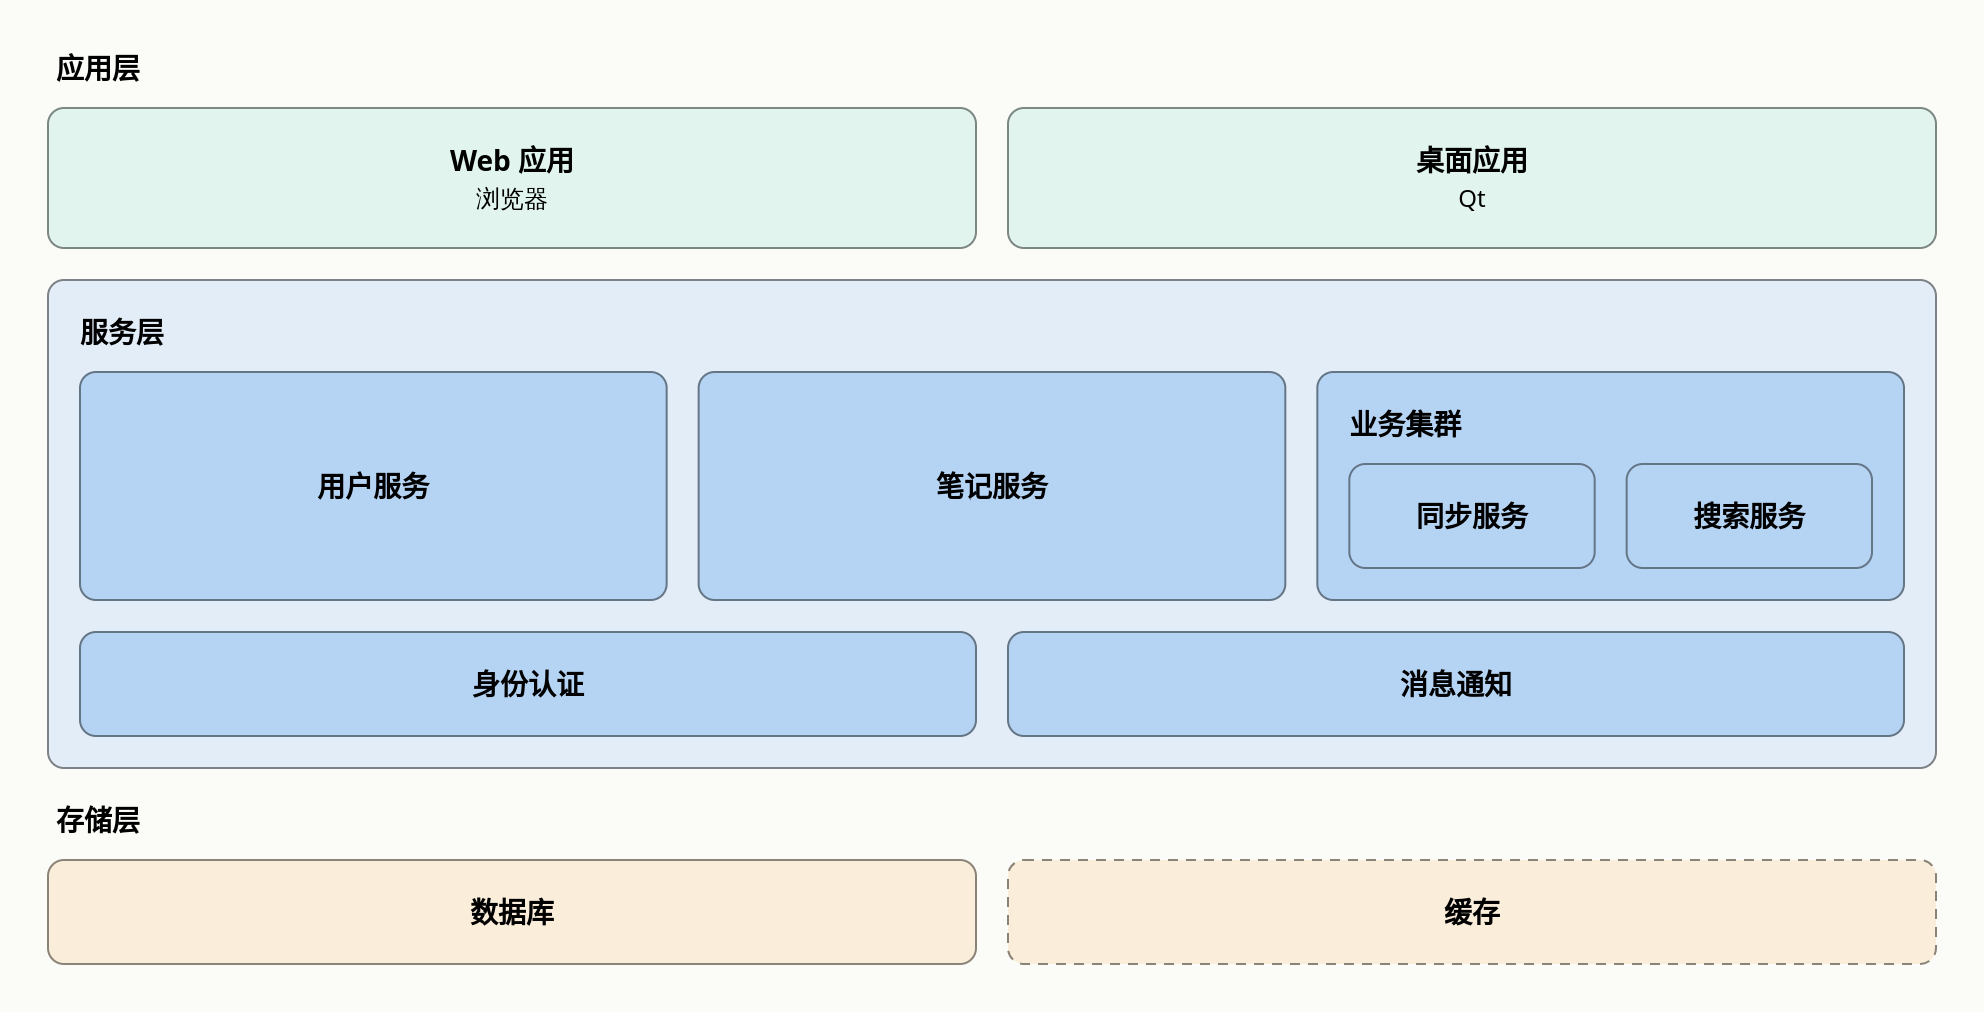 应用层
Web 应用
浏览器
桌面应用
Qt
服务层
用户服务
笔记服务
业务集群
同步服务
搜索服务
身份认证
消息通知
存储层
数据库
缓存